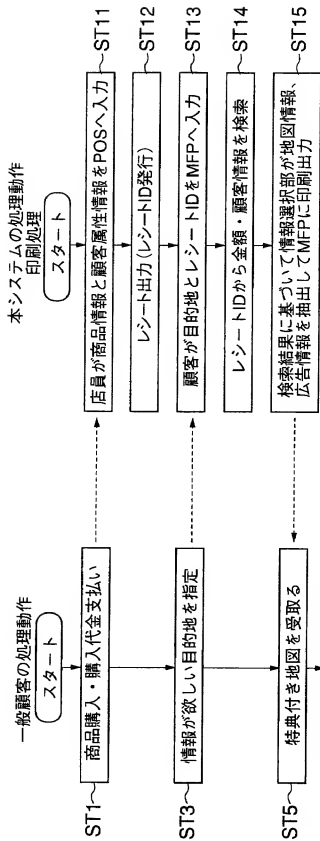 一般顧客の処理動作
スタート
ST1
商品購入・購入代金支払い
ST3
情報が欲しい目的地を指定
ST5
特典付き地図を受取る
本システムの処理動作
印刷処理
スタート
店員が商品情報と顧客属性情報をPOSへ入力
ST11
レシート出力(レシートID発行)
ST12
顧客が目的地とレシートIDをMFPへ入力
ST13
レシートIDから金額・顧客情報を検索
ST14
検索結果に基づいて情報選択部が地図情報、
広告情報を抽出してMFPに印刷出力
ST15